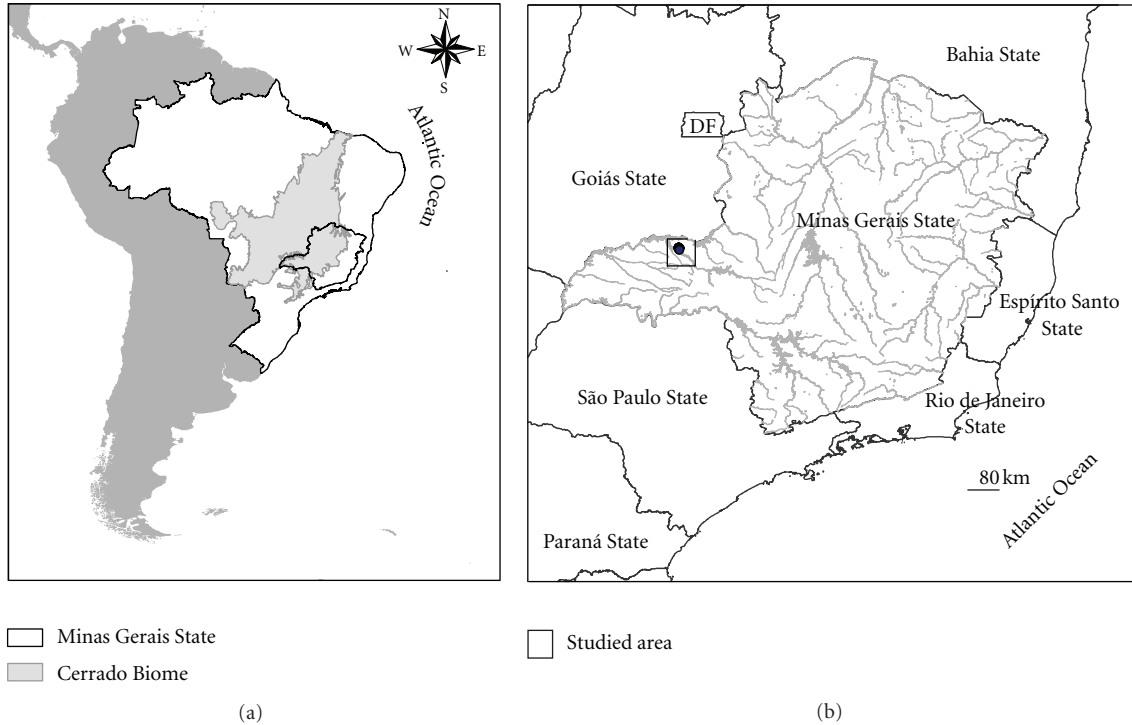 N
W
E
S
Atlantic Ocean
Minas Gerais State
Cerrado Biome
(a)
Bahia State
DF
Goiás State
Minas Gerais State
Espírito Santo
State
São Paulo State
Rio de Janeiro
State
80 km
Atlantic Ocean
Paraná State
Studied area
(b)